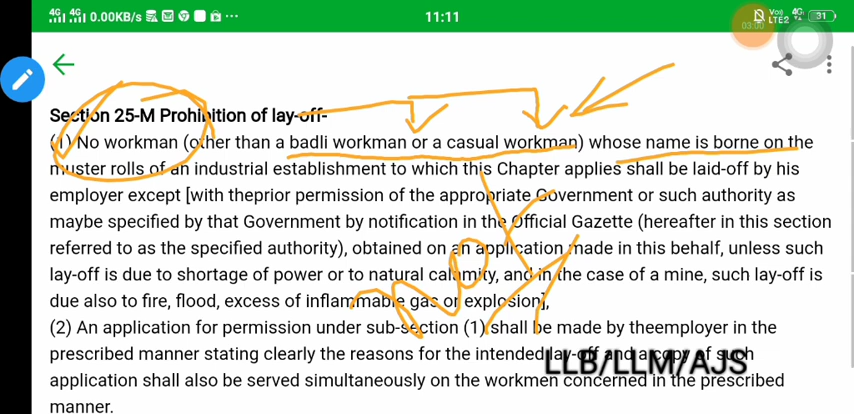 4G 4G 0.00KB/s 11:11 Voi) LTE2 4G 31
03:00
Section 25-M Prohibition of lay-off-
(1) No workman (other than a badli workman or a casual workman) whose name is borne on the
muster rolls of an industrial establishment to which this Chapter applies shall be laid-off by his
employer except [with theprior permission of the appropriate Government or such authority as
maybe specified by that Government by notification in the Official Gazette (hereafter in this section
referred to as the specified authority), obtained on an application made in this behalf, unless such
lay-off is due to shortage of power or to natural calamity, and in the case of a mine, such lay-off is
due also to fire, flood, excess of inflammable gas or explosion],
(2) An application for permission under sub-section (1) shall be made by theemployer in the
prescribed manner stating clearly the reasons for the intended lay-off and a copy of such
LLB/LLM/AJS
application shall also be served simultaneously on the workmen concerned in the prescribed
manner.